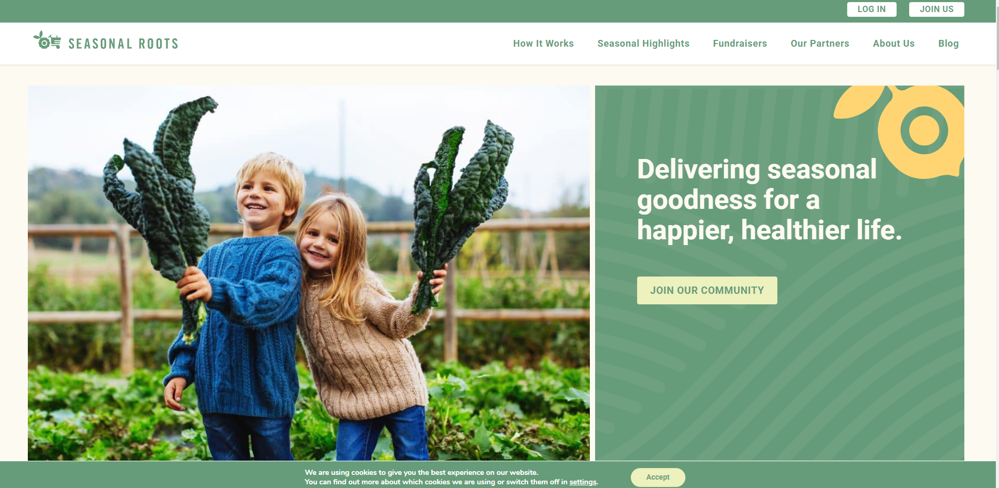 LOG IN
JOIN US
SEASONAL ROOTS
How It Works
Seasonal Highlights
Fundraisers
Our Partners
About Us
Blog
Delivering seasonal
goodness for a
happier, healthier life.
JOIN OUR COMMUNITY
We are using cookies to give you the best experience on our website.
You can find out more about which cookies we are using or switch them off in settings.
Accept